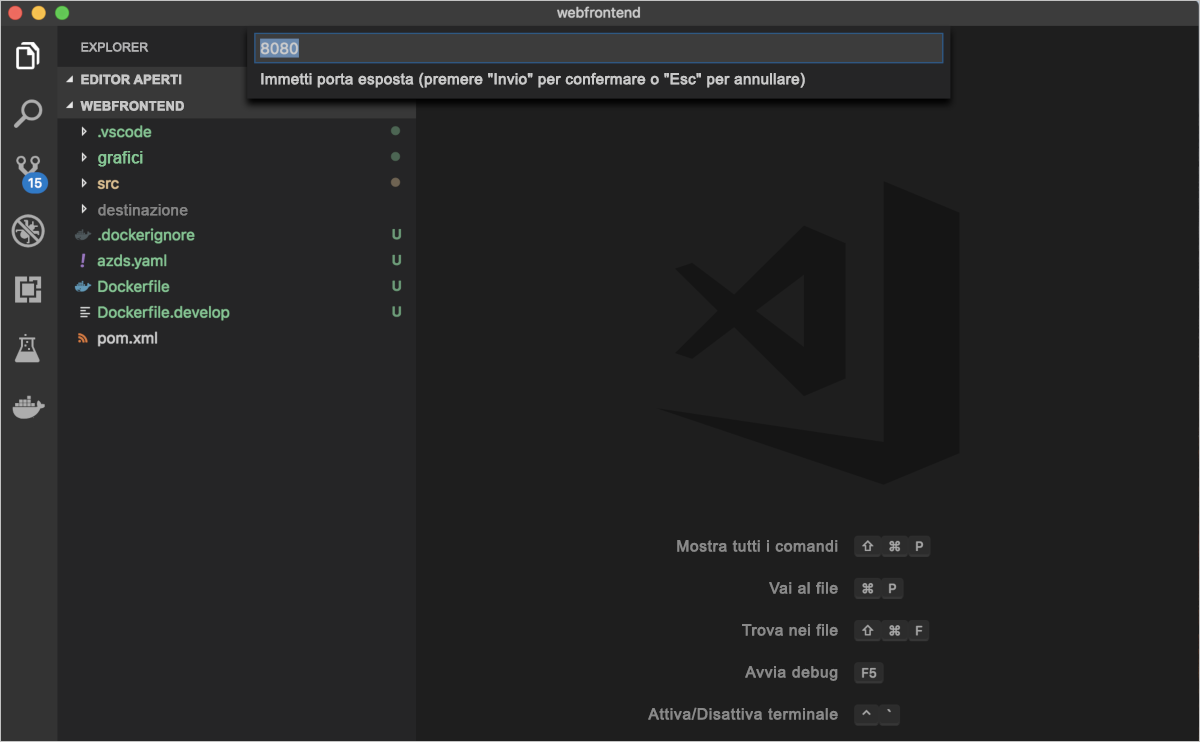 webfrontend
EXPLORER
8080
Immetti porta esposta (premere "Invio" per confermare o "Esc" per annullare)
EDITOR APERTI
WEBFRONTEND
.vscode
grafici
src
15
destinazione
.dockerignore U
! azds.yaml U
Dockerfile U
Dockerfile.develop U
pom.xml
Mostra tutti i comandi ⇧ ⌘ P
Vai al file ⌘ P
Trova nei file ⇧ ⌘ F
Avvia debug F5
Attiva/Disattiva terminale ^ `